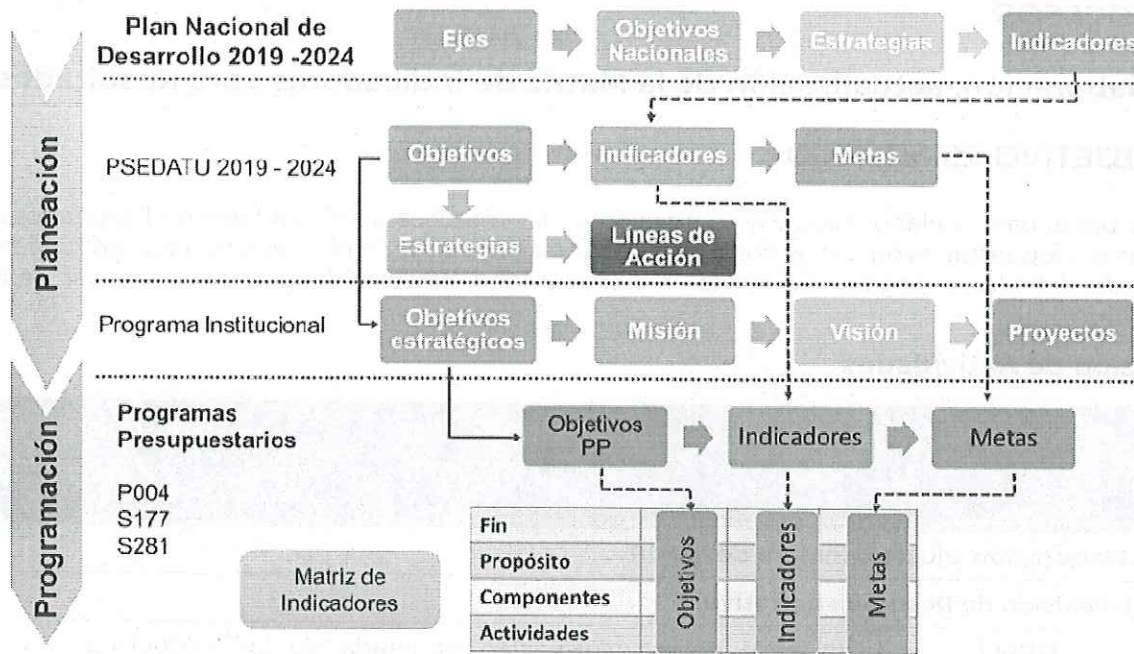 Plan Nacional de
Desarrollo 2019 -2024
Ejes
Objetivos
Nacionales
Estrategias
Indicadores
Planeación
PSEDATU 2019 - 2024
Objetivos
Indicadores
Metas
Estrategias
Líneas de
Acción
Programa Institucional
Objetivos
estratégicos
Misión
Visión
Proyectos
Programación
Programas
Presupuestarios
P004
S177
S281
Objetivos
PP
Indicadores
Metas
Matriz de
Indicadores
Fin
Propósito
Componentes
Actividades
Objetivos
Indicadores
Metas